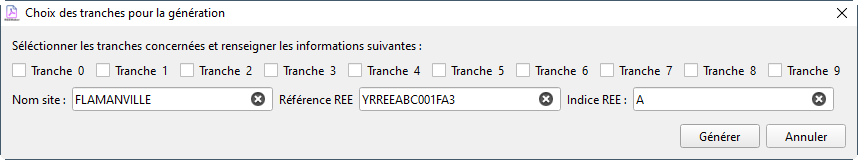 Choix des tranches pour la génération
Séléctionner les tranches concernées et renseigner les informations suivantes :
Tranche 0 Tranche 1 Tranche 2 Tranche 3 Tranche 4 Tranche 5 Tranche 6 Tranche 7 Tranche 8 Tranche 9
Nom site : FLAMANVILLE Référence REE YRREEABC001FA3 Indice REE : A
Générer Annuler